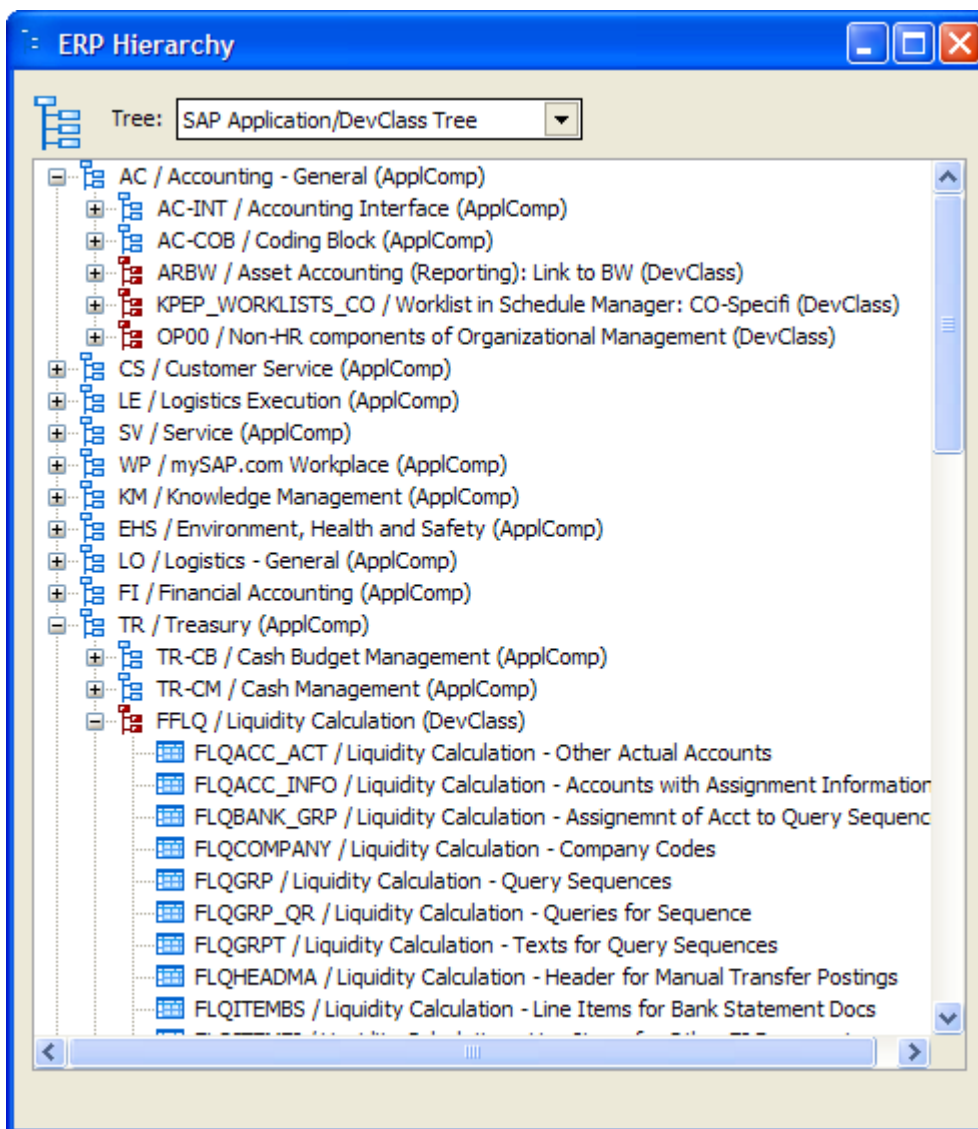 ERP Hierarchy
Tree: SAP Application/DevClass Tree
AC / Accounting - General (ApplComp)
AC-INT / Accounting Interface (ApplComp)
AC-COB / Coding Block (ApplComp)
ARBW / Asset Accounting (Reporting): Link to BW (DevClass)
KPEP_WORKLISTS_CO / Worklist in Schedule Manager: CO-Specifi (DevClass)
OP00 / Non-HR components of Organizational Management (DevClass)
CS / Customer Service (ApplComp)
LE / Logistics Execution (ApplComp)
SV / Service (ApplComp)
WP / mySAP.com Workplace (ApplComp)
KM / Knowledge Management (ApplComp)
EHS / Environment, Health and Safety (ApplComp)
LO / Logistics - General (ApplComp)
FI / Financial Accounting (ApplComp)
TR / Treasury (ApplComp)
TR-CB / Cash Budget Management (ApplComp)
TR-CM / Cash Management (ApplComp)
FFLQ / Liquidity Calculation (DevClass)
FLQACC_ACT / Liquidity Calculation - Other Actual Accounts
FLQACC_INFO / Liquidity Calculation - Accounts with Assignment Information
FLQBANK_GRP / Liquidity Calculation - Assignemnt of Acct to Query Sequenc
FLQCOMPANY / Liquidity Calculation - Company Codes
FLQGRP / Liquidity Calculation - Query Sequences
FLQGRP_QR / Liquidity Calculation - Queries for Sequence
FLQGRPT / Liquidity Calculation - Texts for Query Sequences
FLQHEADMA / Liquidity Calculation - Header for Manual Transfer Postings
FLQITEMBS / Liquidity Calculation - Line Items for Bank Statement Docs